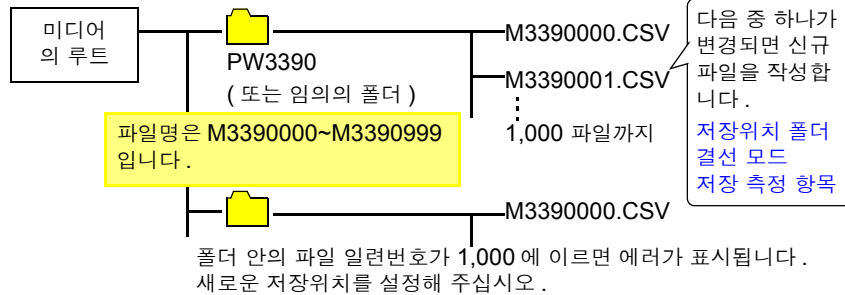 미디어
의 루트
PW3390
( 또는 임의의 폴더 )
M3390000.CSV
M3390001.CSV
1,000 파일까지
다음 중 하나가
변경되면 신규
파일을 작성합
니다 .
저장위치 폴더
결선 모드
저장 측정 항목
파일명은 M3390000~M3390999
입니다 .
M3390000.CSV
폴더 안의 파일 일련번호가 1,000 에 이르면 에러가 표시됩니다 .
새로운 저장위치를 설정해 주십시오 .